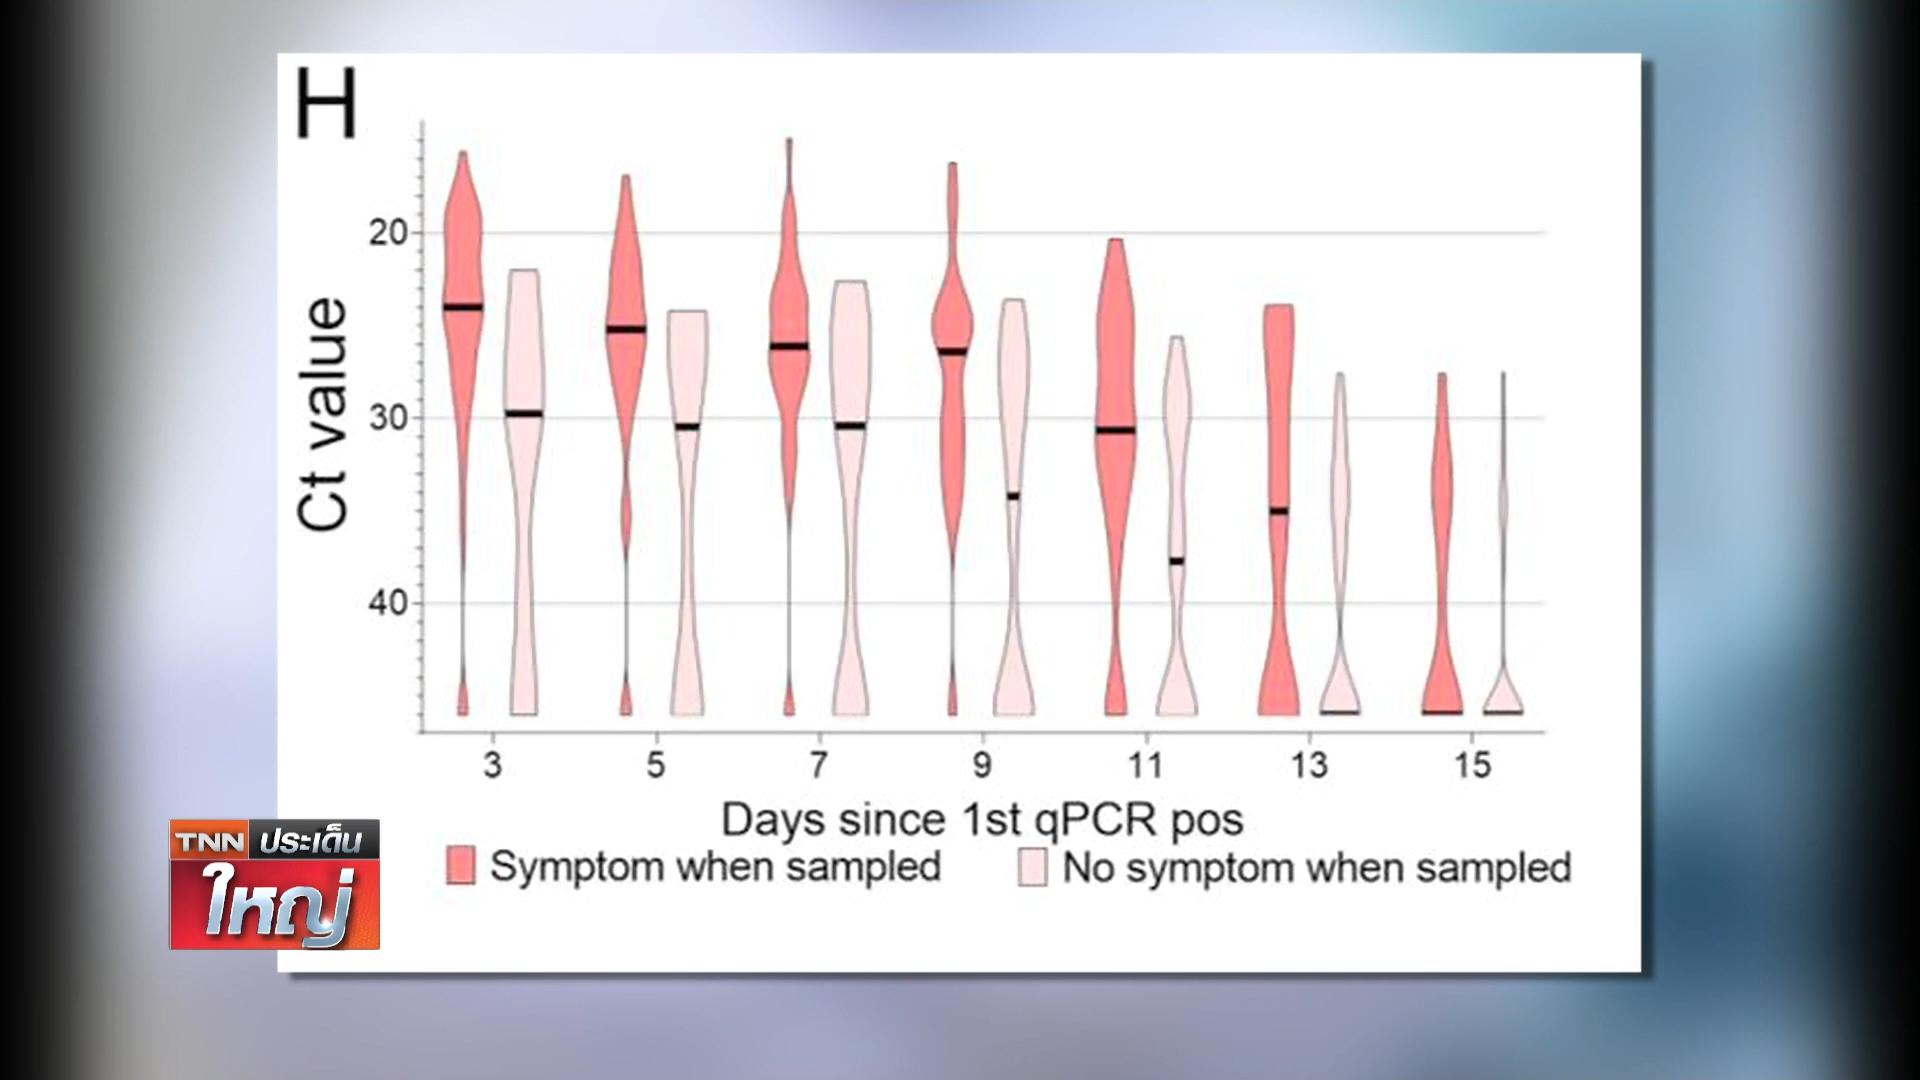 H
20
30
40
Ct value
3 5 7 9 11 13 15
Days since 1st qPCR pos
Symptom when sampled No symptom when sampled
TNN ประเด็น
ใหญ่